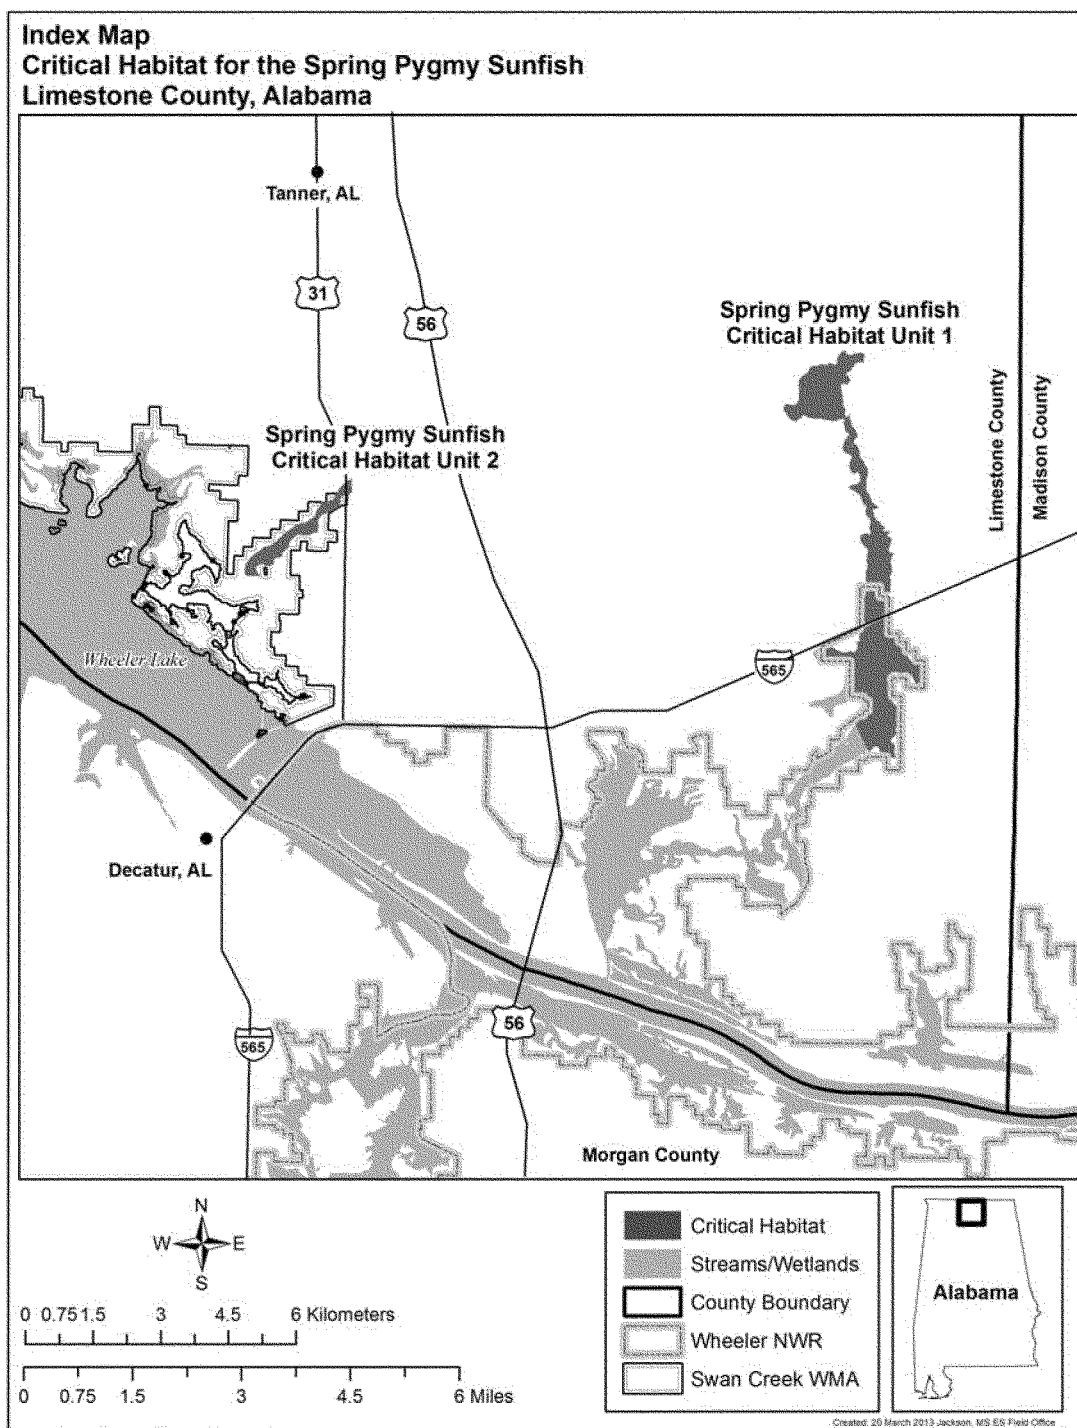 Index Map
Critical Habitat for the Spring Pygmy Sunfish
Limestone County, Alabama
Tanner, AL
31
56
Spring Pygmy Sunfish
Critical Habitat Unit 1
Limestone County
Madison County
Spring Pygmy Sunfish
Critical Habitat Unit 2
Wheeler Lake
565
Decatur, AL
56
565
Morgan County
N
W E
S
0 0.75 1.5 3 4.5 6 Kilometers
0 0.75 1.5 3 4.5 6 Miles
Critical Habitat
Streams/Wetlands
County Boundary
Wheeler NWR
Swan Creek WMA
Alabama
Created: 20 March 2013 Jackson, MS ES Field Office